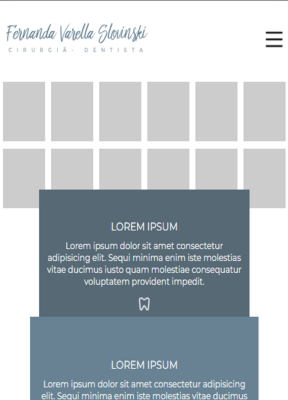 Fernanda Varella Slovinski
CIRURGIÃ- DENTISTA
LOREM IPSUM
Lorem ipsum dolor sit amet consectetur
adipisicing elit. Sequi minima enim iste molestias
vitae ducimus iusto quam molestiae consequatur
voluptatem provident impedit.
LOREM IPSUM
Lorem ipsum dolor sit amet consectetur adipisicing
elit. Sequi minima enim iste molestias vitae ducimus